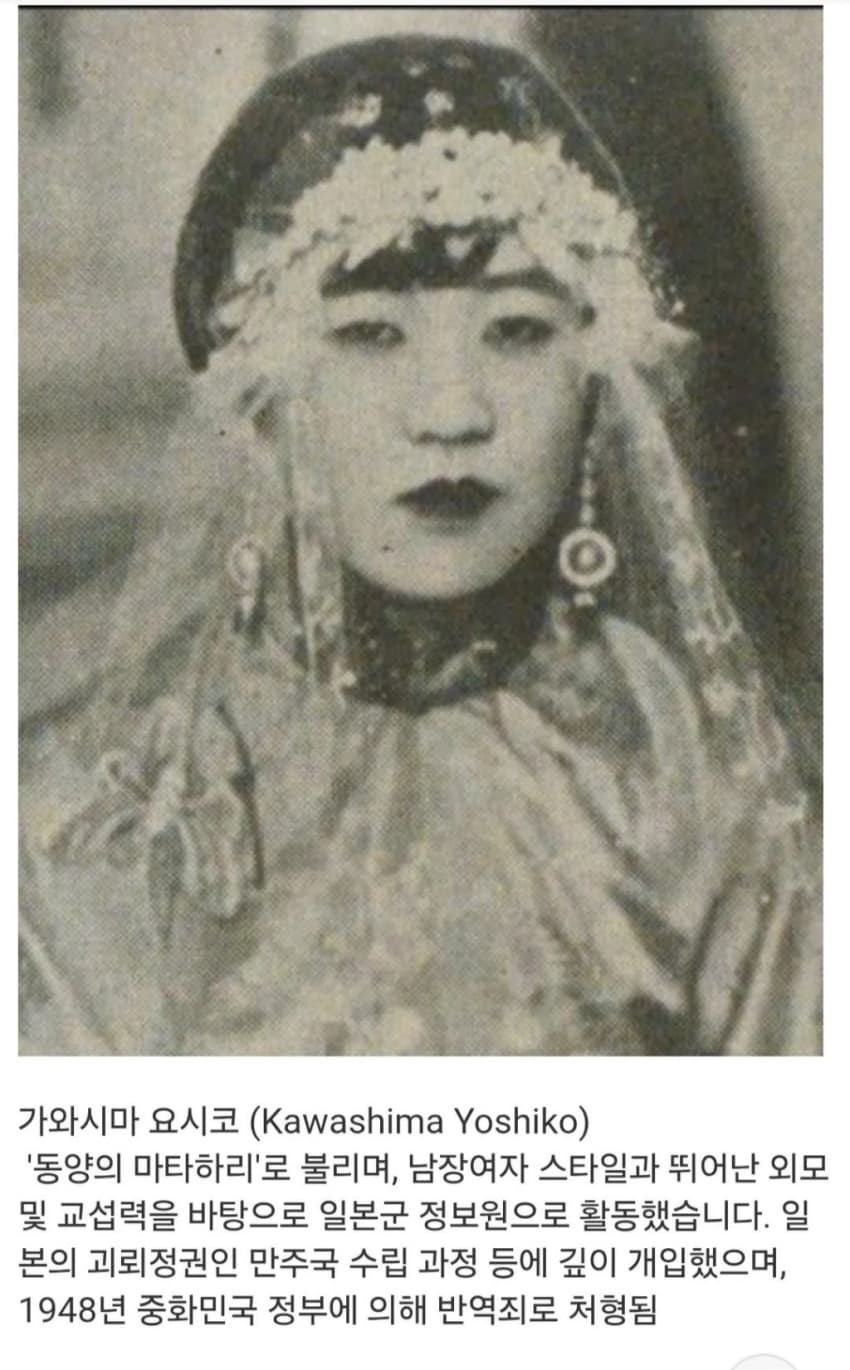 가와시마 요시코 (Kawashima Yoshiko)
'동양의 마타하리'로 불리며, 남장여자 스타일과 뛰어난 외모
및 교섭력을 바탕으로 일본군 정보원으로 활동했습니다. 일
본의 괴뢰정권인 만주국 수립 과정 등에 깊이 개입했으며,
1948년 중화민국 정부에 의해 반역죄로 처형됨